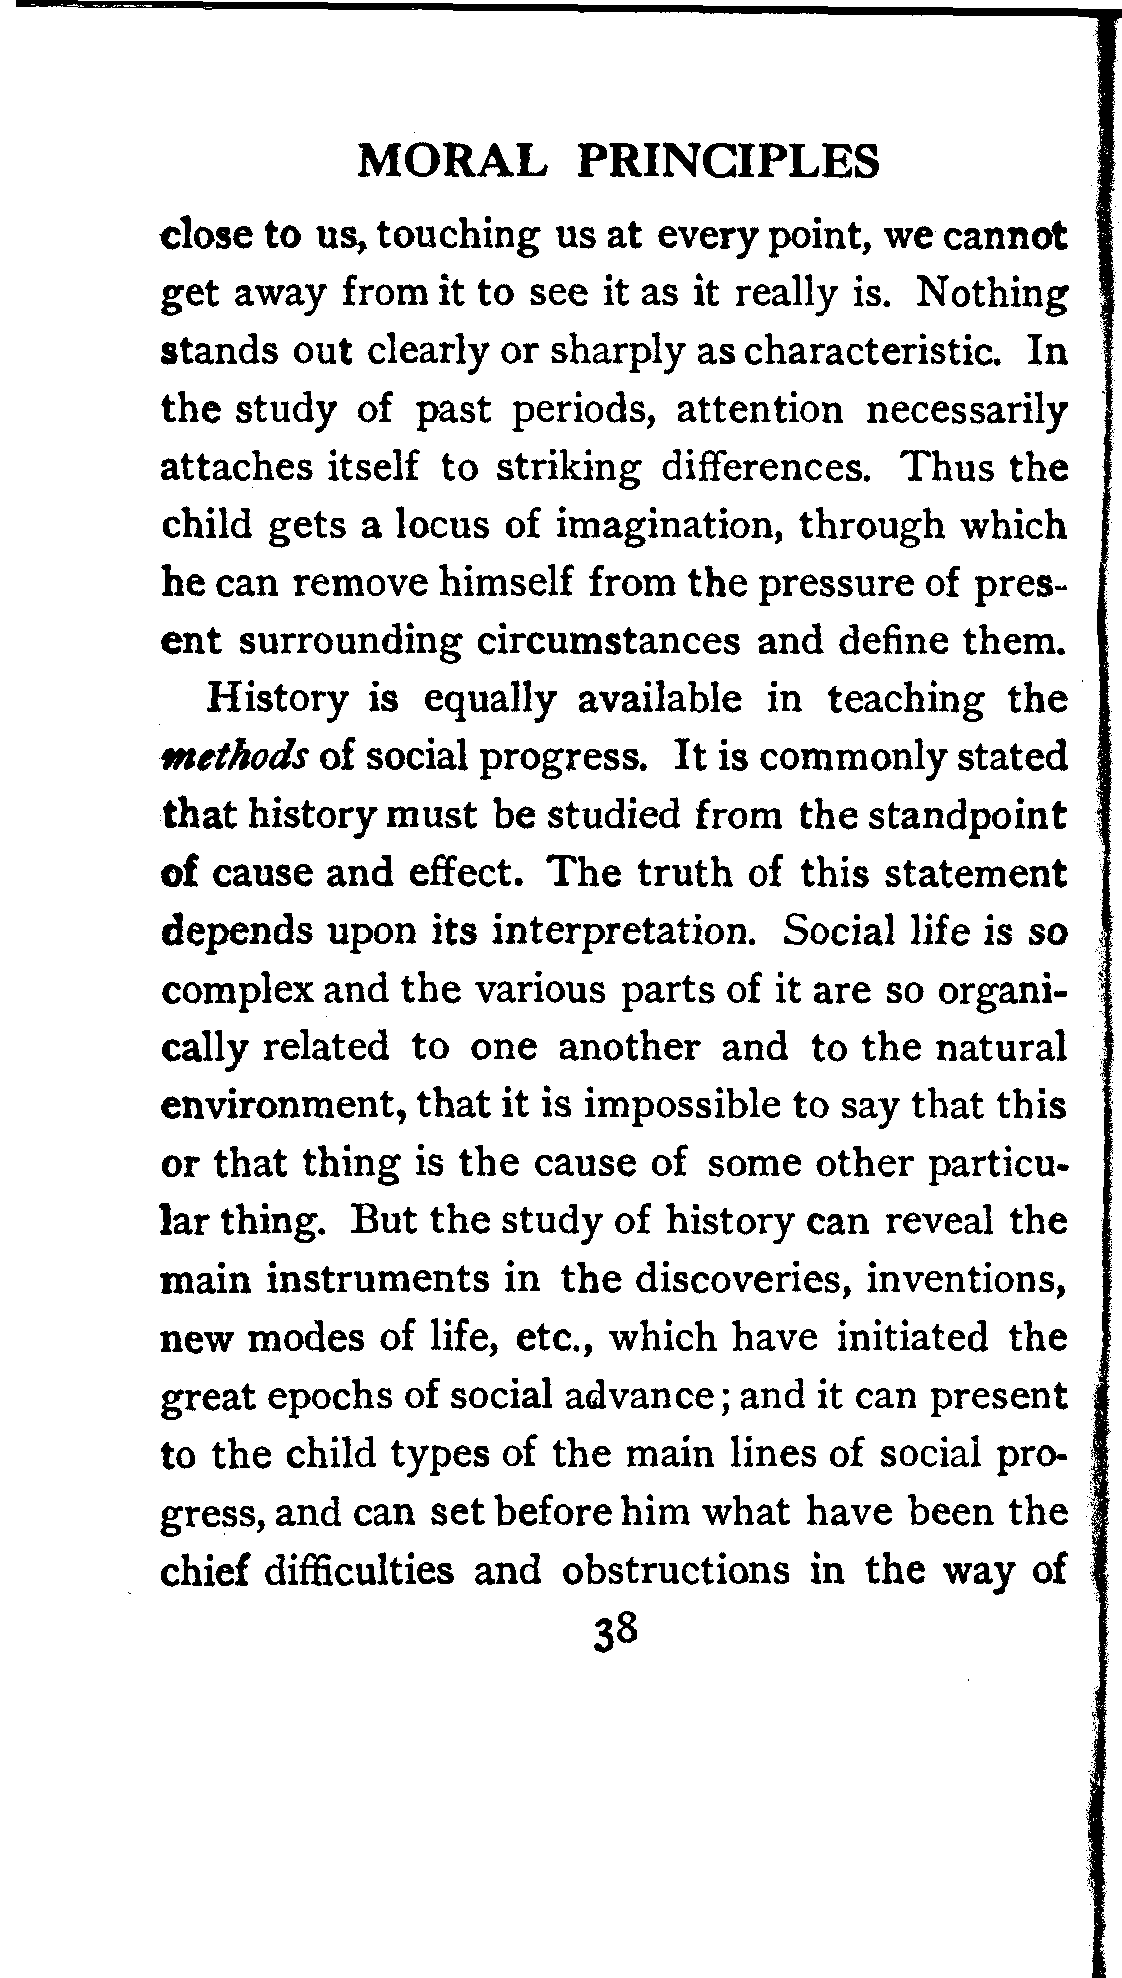 MORAL PRINCIPLES
close to us, touching us at every point, we cannot
get away from it to see it as it really is. Nothing
stands out clearly or sharply as characteristic. In
the study of past periods, attention necessarily
attaches itself to striking differences. Thus the
child gets a locus of imagination, through which
he can remove himself from the pressure of pres-
ent surrounding circumstances and define them.
History is equally available in teaching the
methods of social progress. It is commonly stated
that history must be studied from the standpoint
of cause and effect. The truth of this statement
depends upon its interpretation. Social life is so
complex and the various parts of it are so organi-
cally related to one another and to the natural
environment, that it is impossible to say that this
or that thing is the cause of some other particu-
lar thing. But the study of history can reveal the
main instruments in the discoveries, inventions,
new modes of life, etc., which have initiated the
great epochs of social advance; and it can present
to the child types of the main lines of social pro-
gress, and can set before him what have been the
chief difficulties and obstructions in the way of
38